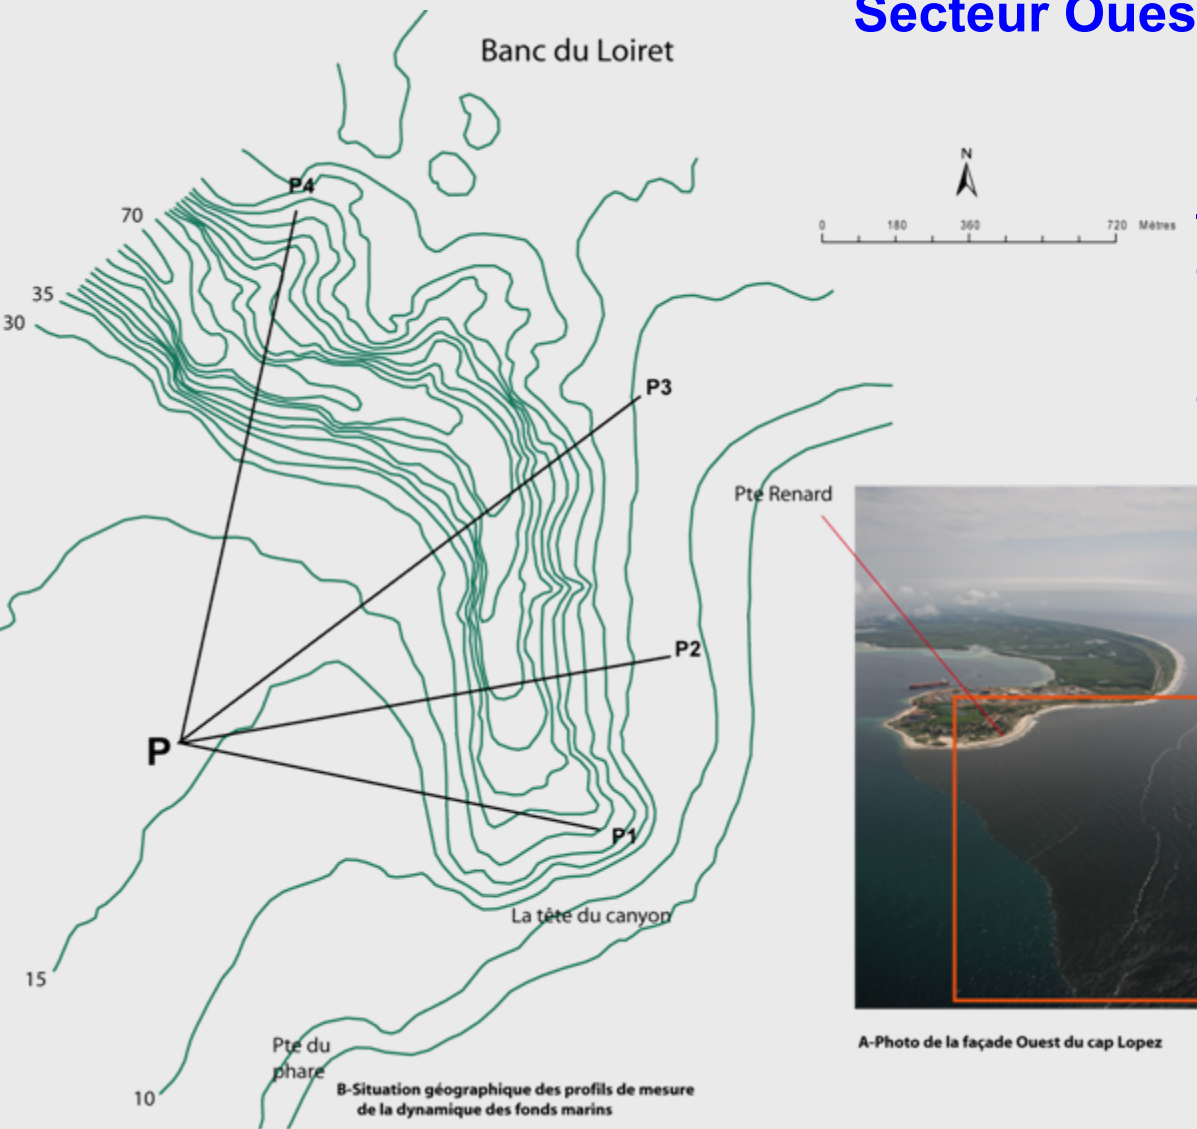 Secteur Oues
Banc du Loiret
N
P4
70
0 180 360 720 Mètres
35
30
P3
Pte Renard
P2
P
P1
La tête du canyon
15
Pte du
phare
A-Photo de la façade Ouest du cap Lopez
10
B-Situation géographique des profils de mesure
de la dynamique des fonds marins